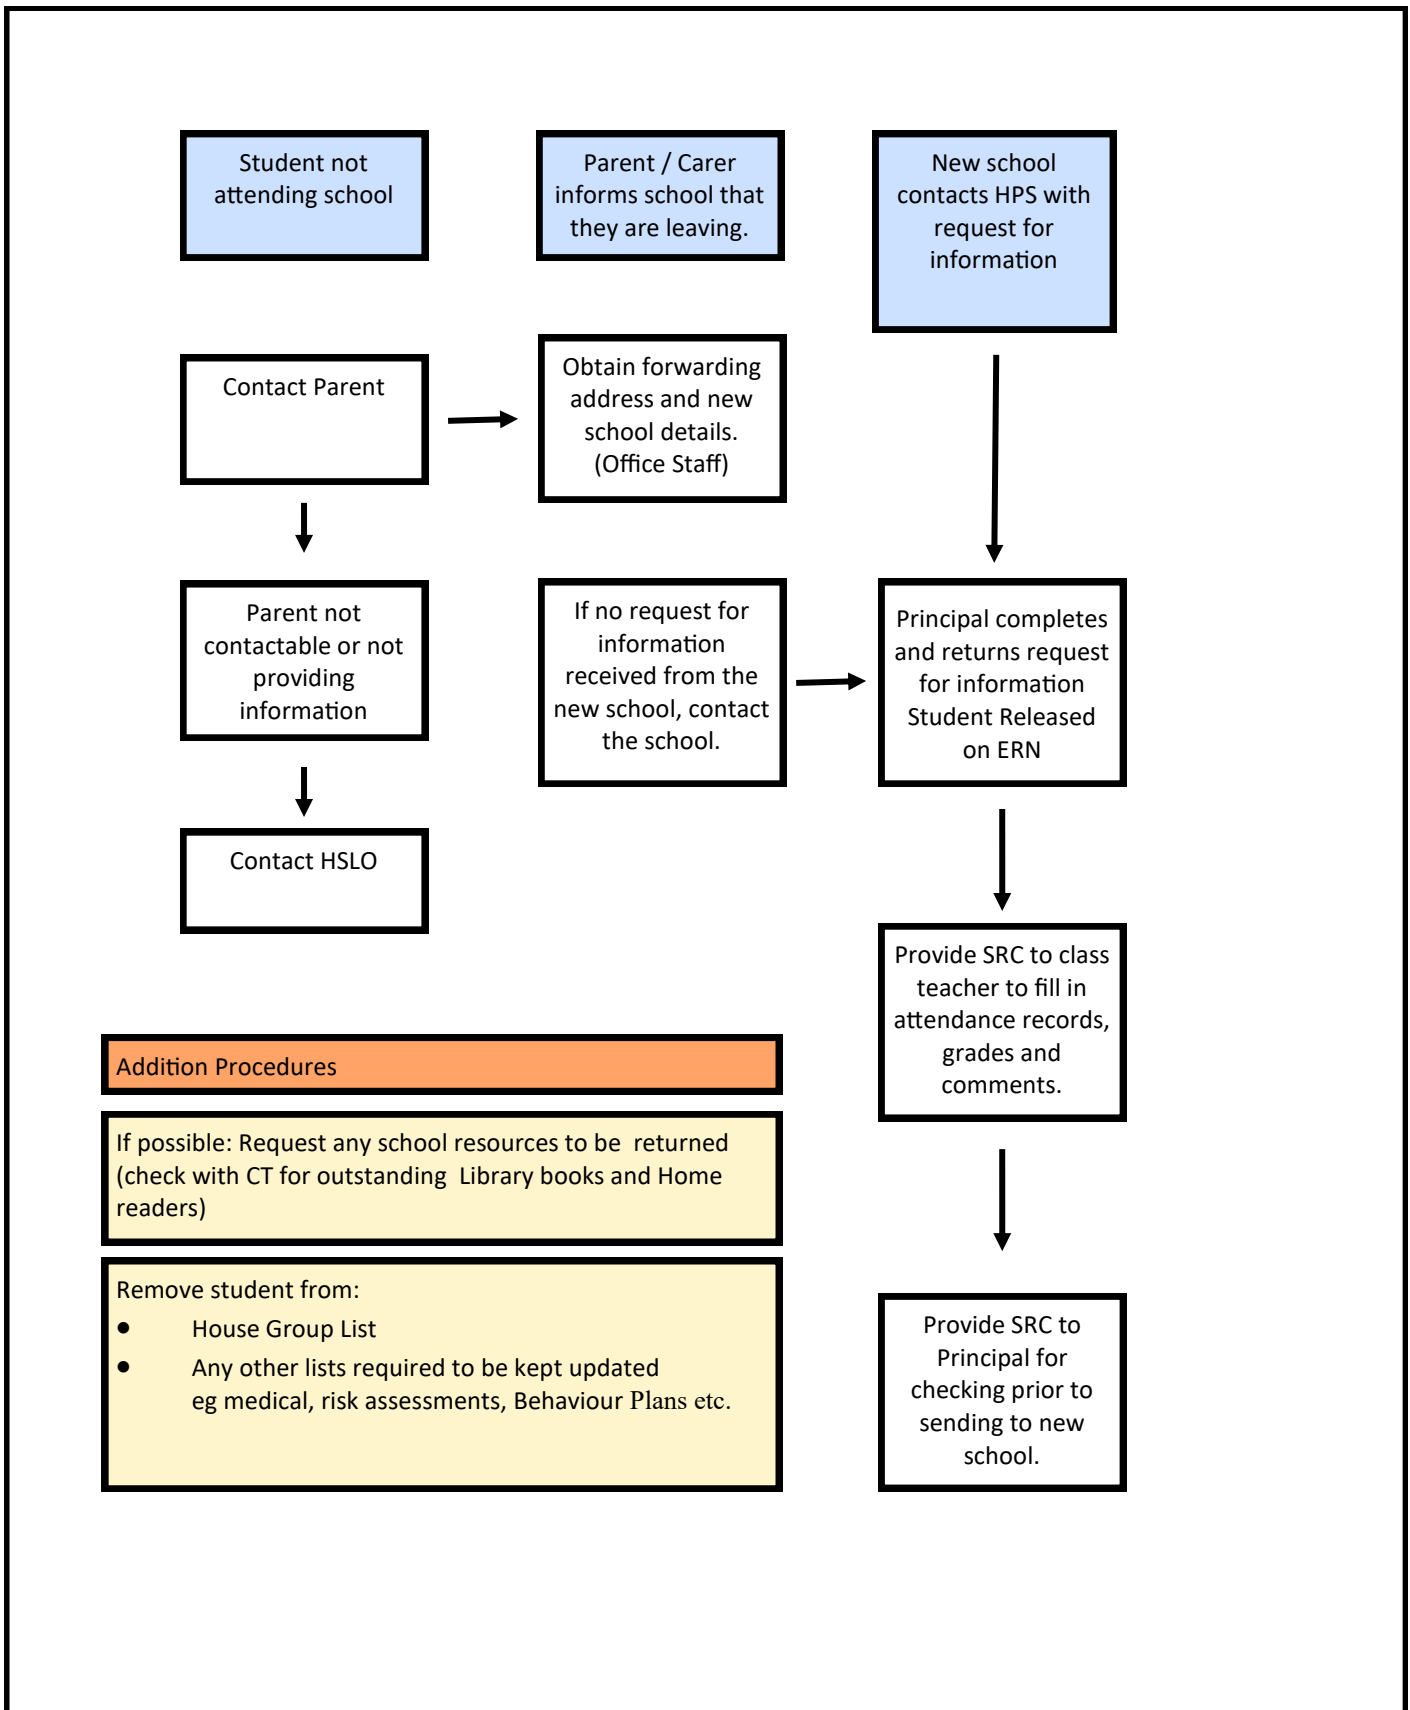 Student not
attending school
Parent / Carer
informs school that
they are leaving.
New school
contacts HPS with
request for
information
Contact Parent
Obtain forwarding
address and new
school details.
(Office Staff)
Parent not
contactable or not
providing
information
If no request for
information
received from the
new school, contact
the school.
Principal completes
and returns request
for information
Student Released
on ERN
Contact HSLO
Provide SRC to class
teacher to fill in
attendance records,
grades and
comments.
Addition Procedures
If possible: Request any school resources to be  returned
(check with CT for outstanding  Library books and Home
readers)
Remove student from:
• House Group List
• Any other lists required to be kept updated
eg medical, risk assessments, Behaviour Plans etc.
Provide SRC to
Principal for
checking prior to
sending to new
school.